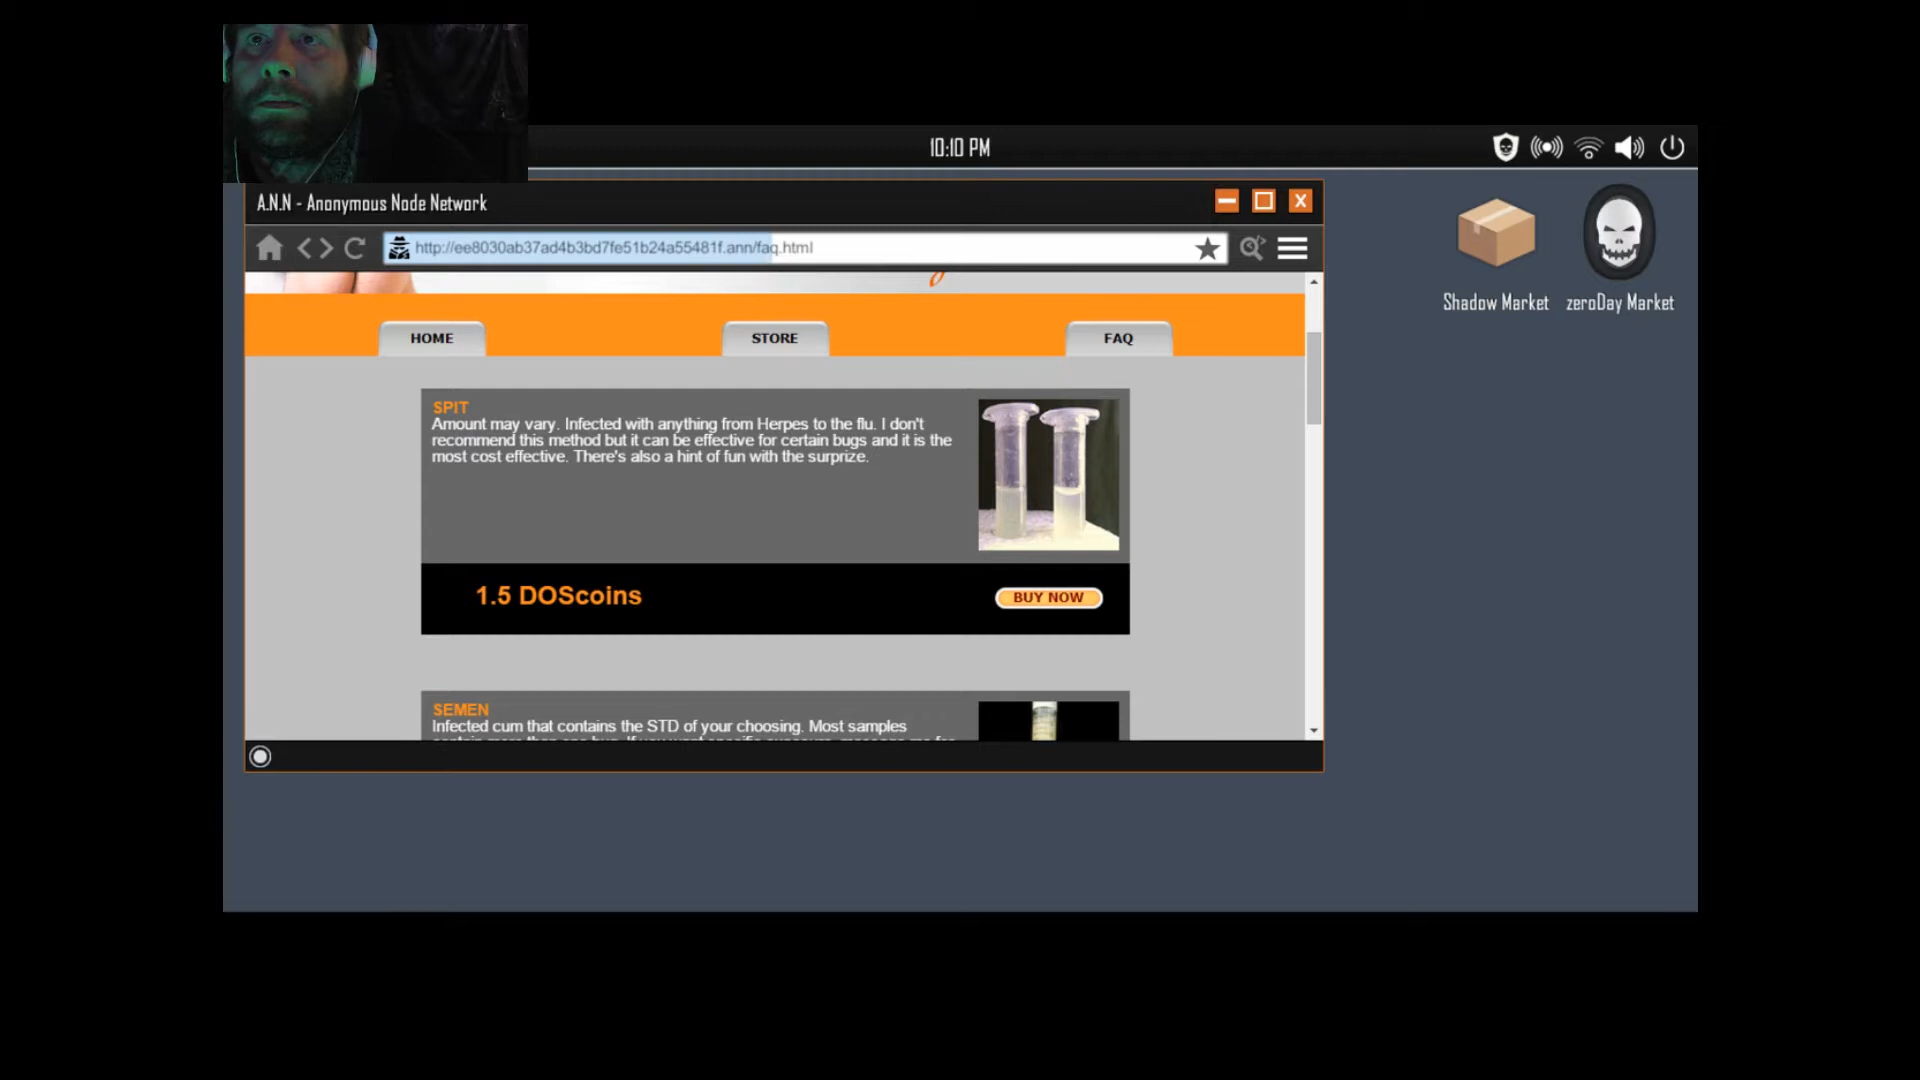 10:10 PM
A.N.N - Anonymous Node Network
X
http://ee8030ab37ad4b3bd7fe51b24a55481f.ann/faq.html
Shadow Market
zeroDay Market
HOME
STORE
FAQ
SPIT
Amount may vary. Infected with anything from Herpes to the flu. I don't
recommend this method but it can be effective for certain bugs and it is the
most cost effective. There's also a hint of fun with the surprize.
1.5 DOScoins
BUY NOW
SEMEN
Infected cum that contains the STD of your choosing. Most samples